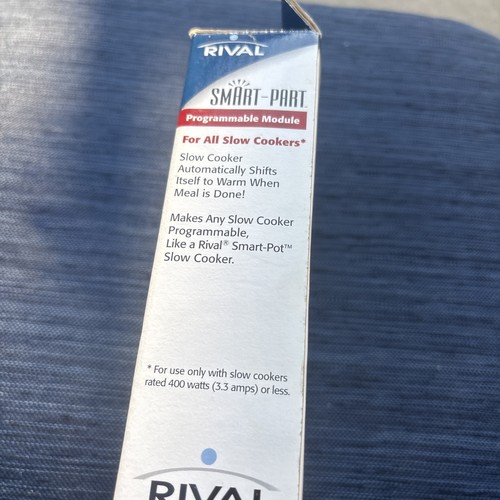 RIVAL
SMART-PART™
Programmable Module
For All Slow Cookers*
Slow Cooker
Automatically Shifts
Itself to Warm When
Meal is Done!
Makes Any Slow Cooker
Programmable,
Like a Rival® Smart-Pot™
Slow Cooker.
* For use only with slow cookers
rated 400 watts (3.3 amps) or less.
RIVAL